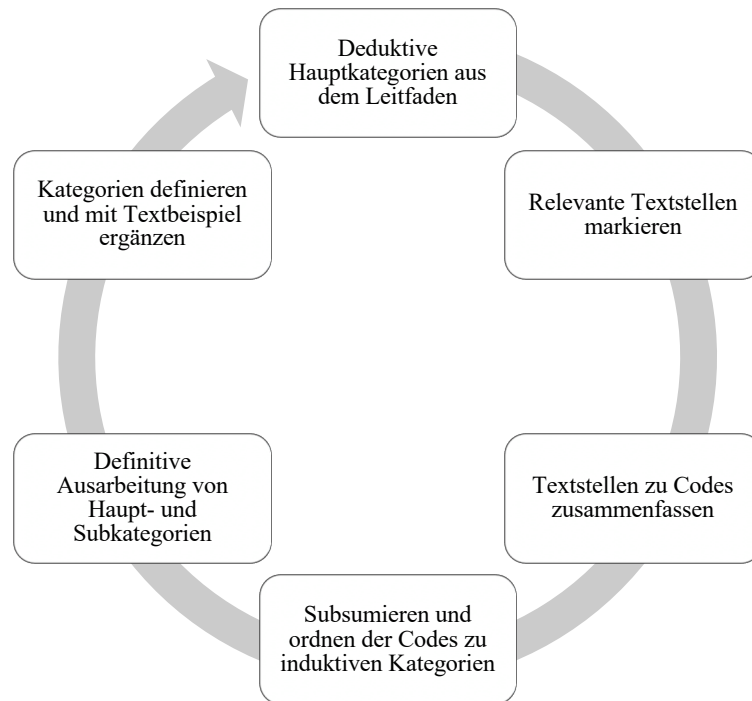 Deduktive
Hauptkategorien aus
dem Leitfaden
Relevante Textstellen
markieren
Textstellen zu Codes
zusammenfassen
Subsumieren und
ordnen der Codes zu
induktiven Kategorien
Definitive
Ausarbeitung von
Haupt- und
Subkategorien
Kategorien definieren
und mit Textbeispiel
ergänzen